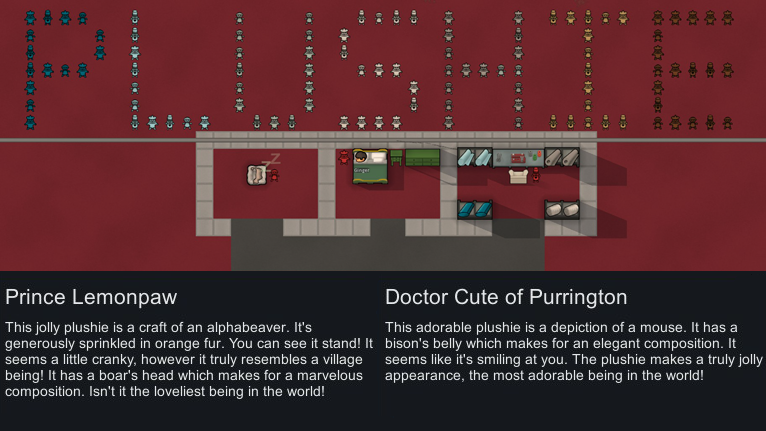 PLUSHIE
Z
Z
Ginger
Prince Lemonpaw
This jolly plushie is a craft of an alphabeaver. It's
generously sprinkled in orange fur. You can see it stand! It
seems a little cranky, however it truly resembles a village
being! It has a boar's head which makes for a marvelous
composition. Isn't it the loveliest being in the world!
Doctor Cute of Purrington
This adorable plushie is a depiction of a mouse. It has a
bison's belly which makes for an elegant composition. It
seems like it's smiling at you. The plushie makes a truly jolly
appearance, the most adorable being in the world!